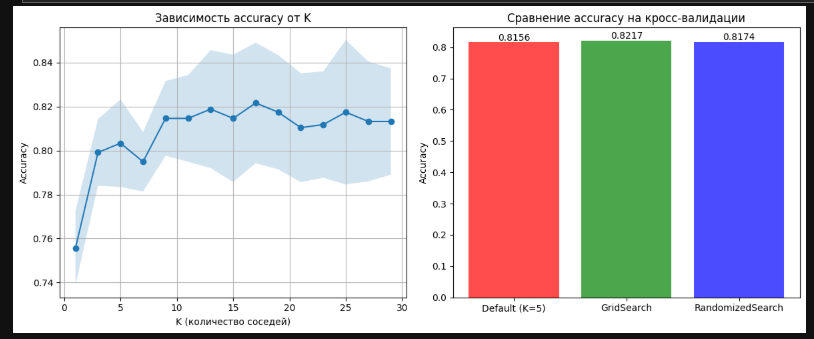 Зависимость accuracy от K
Accuracy
0.84
0.82
0.80
0.78
0.76
0.74
0 5 10 15 20 25 30
K (количество соседей)
Сравнение accuracy на кросс-валидации
Accuracy
0.8
0.7
0.6
0.5
0.4
0.3
0.2
0.1
0.0
0.8156 0.8217 0.8174
Default (K=5) GridSearch RandomizedSearch